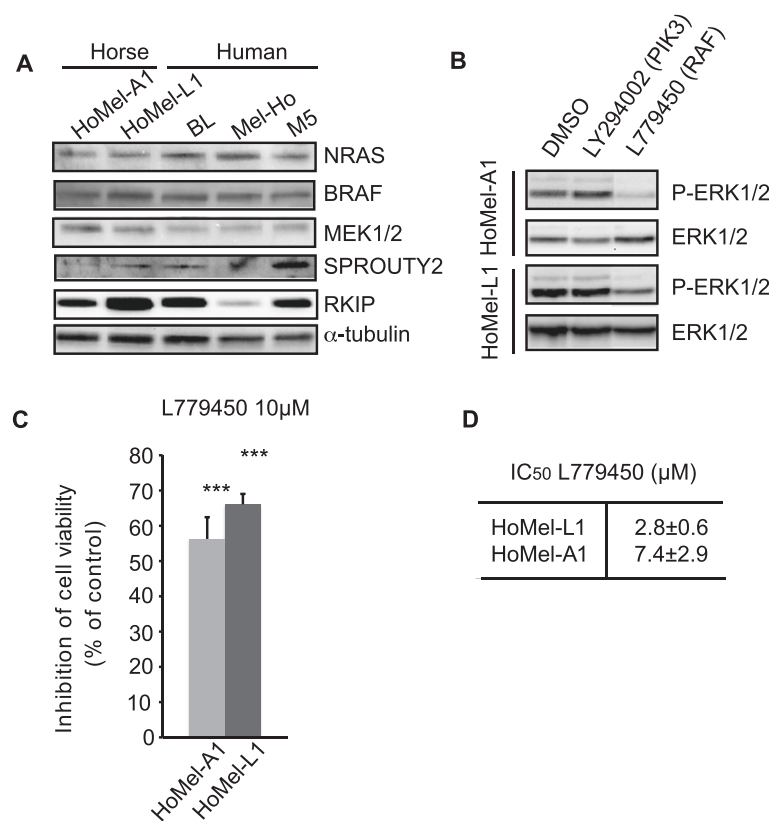 A
Horse Human
HoMel-A1 HoMel-L1 BL Mel-Ho M5
NRAS
BRAF
MEK1/2
SPROUTY2
RKIP
α-tubulin
B
DMSO LY294002 (PIK3) L779450 (RAF)
HoMel-A1
P-ERK1/2
ERK1/2
HoMel-L1
P-ERK1/2
ERK1/2
C
L779450 10µM
Inhibition of cell viability
(% of control)
80
70
60
50
40
30
20
10
0
*** ***
HoMel-A1 HoMel-L1
D
IC50 L779450 (µM)
HoMel-L1 2.8±0.6
HoMel-A1 7.4±2.9